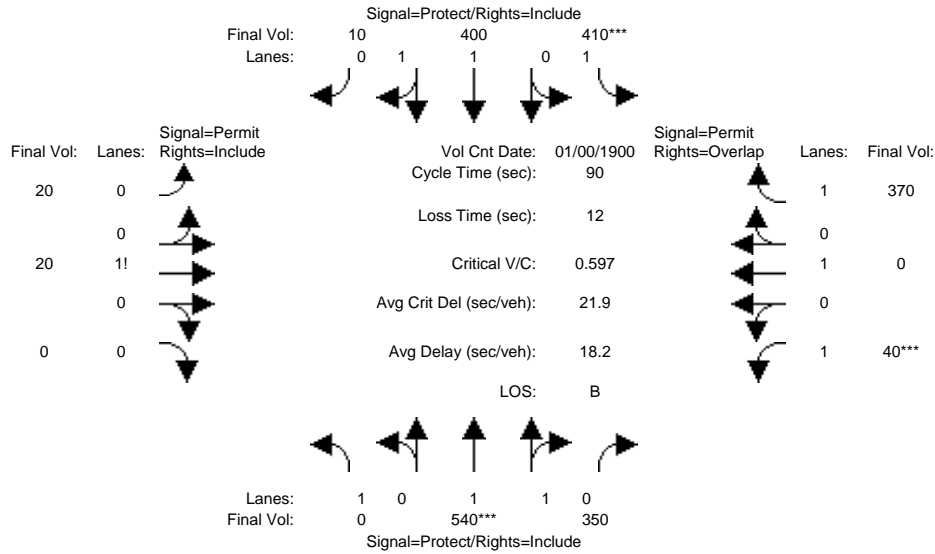 Signal=Protect/Rights=Include
Final Vol: 10 400 410***
Lanes: 0 1 1 0 1
Signal=Permit Signal=Permit
Final Vol: Lanes: Rights=Include Vol Cnt Date: 01/00/1900 Rights=Overlap Lanes: Final Vol:
Cycle Time (sec): 90
20 0 1 370
Loss Time (sec): 12
0 0
20 1! Critical V/C: 0.597 1 0
0 Avg Crit Del (sec/veh): 21.9 0
0 0 Avg Delay (sec/veh): 18.2 1 40***
LOS: B
Lanes: 1 0 1 1 0
Final Vol: 0 540*** 350
Signal=Protect/Rights=Include